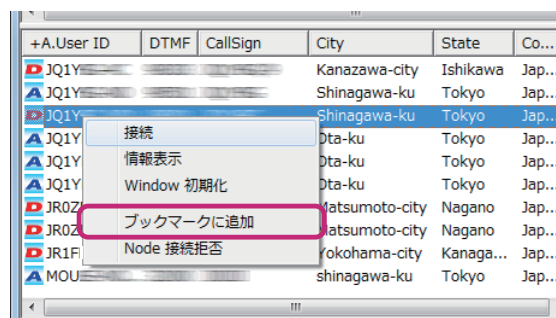 +A.User ID DTMF CallSign City State Co...
D JQ1Y Kanazawa-city Ishikawa Jap...
A JQ1Y Shinagawa-ku Tokyo Jap...
D JQ1Y Shinagawa-ku Tokyo Jap...
A JQ1Y Ota-ku Tokyo Jap...
A JQ1Y Ota-ku Tokyo Jap...
A JQ1Y Ota-ku Tokyo Jap...
D JR0Z Matsumoto-city Nagano Jap...
D JR0Z Matsumoto-city Nagano Jap...
D JR1F Yokohama-city Kanaga... Jap...
A MOU shinagawa-ku Tokyo Jap...
接続
情報表示
Window 初期化
ブックマークに追加
Node 接続拒否